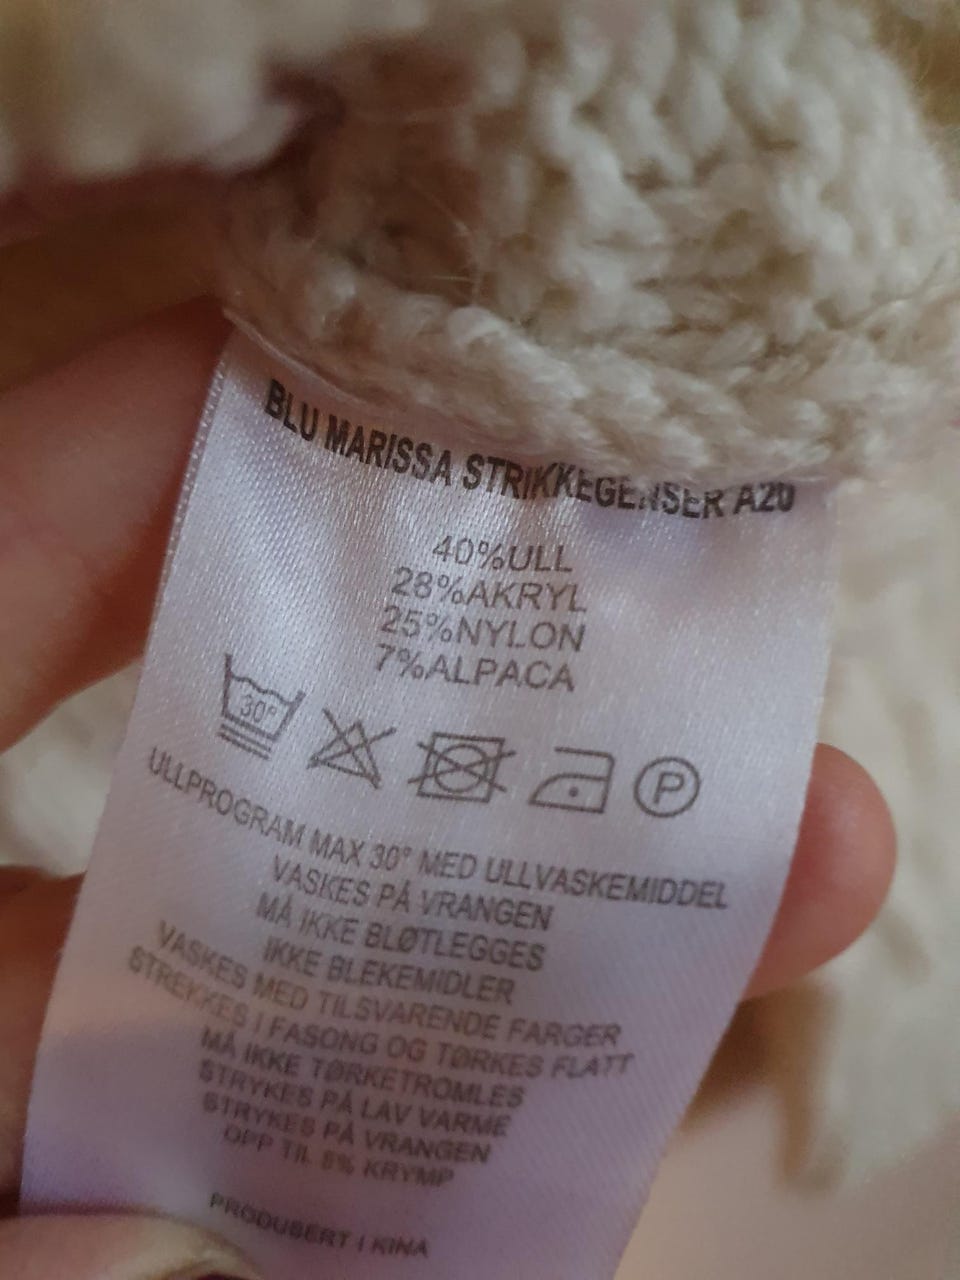 BLU MARISSA STRIKKEGENSER A20
40%ULL
28%AKRYL
25%NYLON
7%ALPACA
30° P
ULLPROGRAM MAX 30° MED ULLVASKEMIDDEL
VASKES PÅ VRANGEN
MÅ IKKE BLØTLEGGES
IKKE BLEKEMIDLER
VASKES MED TILSVARENDE FARGER
STREKKES I FASONG OG TØRKES FLATT
MÅ IKKE TØRKETROMLES
STRYKES PÅ LAV VARME
STRYKES PÅ VRANGEN
OPP TIL 5% KRYMP
PRODUSERT I KINA